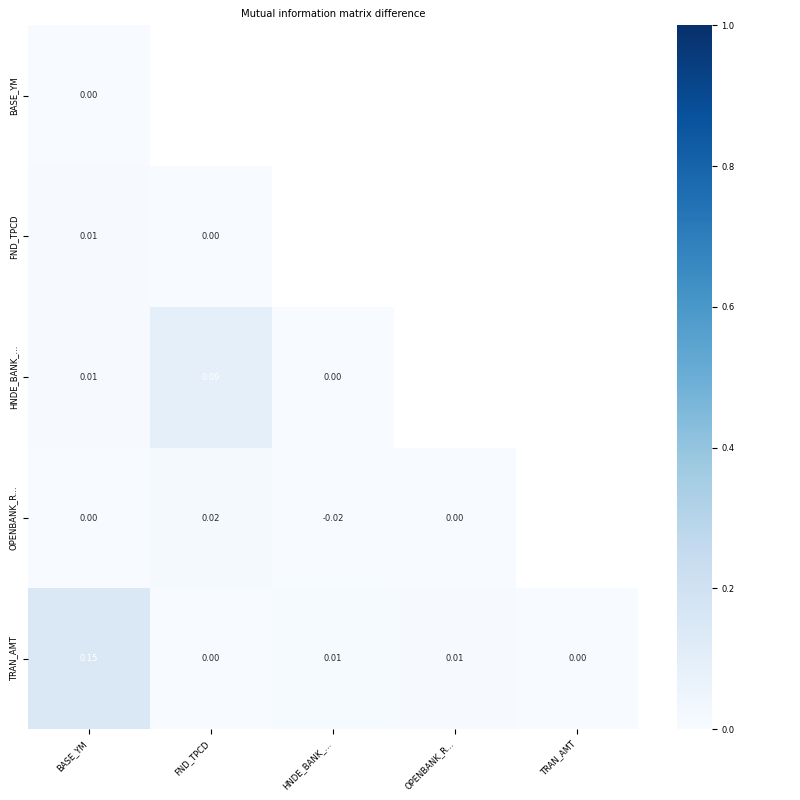 Mutual information matrix difference
BASE_YM
0.00
FND_TPCD
0.01 0.00
HNDE_BANK_...
0.01 0.09 0.00
OPENBANK_R...
0.00 0.02 -0.02 0.00
TRAN_AMT
0.15 0.00 0.01 0.01 0.00
BASE_YM FND_TPCD HNDE_BANK_... OPENBANK_R... TRAN_AMT
1.0
0.8
0.6
0.4
0.2
0.0